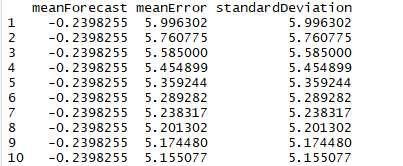 meanForecast meanError standardDeviation
1 -0.2398255 5.996302 5.996302
2 -0.2398255 5.760775 5.760775
3 -0.2398255 5.585000 5.585000
4 -0.2398255 5.454899 5.454899
5 -0.2398255 5.359244 5.359244
6 -0.2398255 5.289282 5.289282
7 -0.2398255 5.238317 5.238317
8 -0.2398255 5.201302 5.201302
9 -0.2398255 5.174480 5.174480
10 -0.2398255 5.155077 5.155077